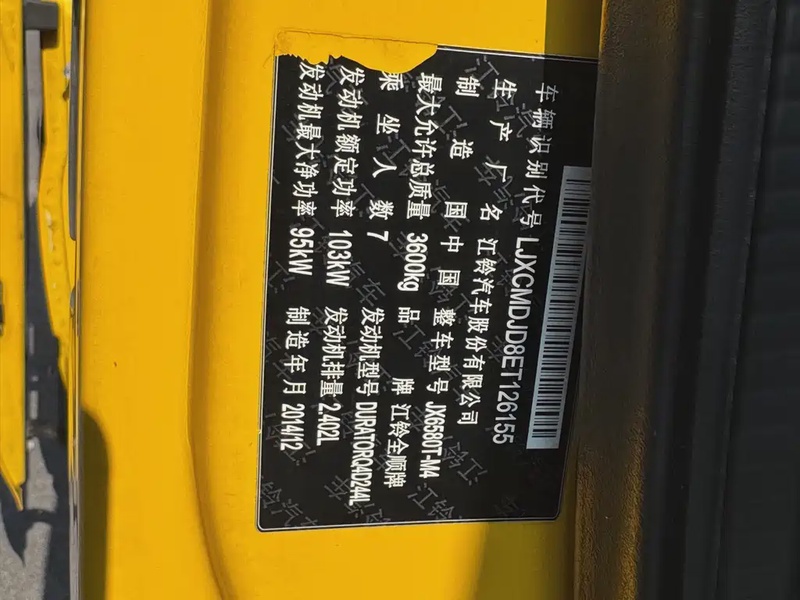 车辆识别代号 LJXCMDJD8ET126155
生产厂名 江铃汽车股份有限公司
制造国 中国 整车型号 JX6580T-M4
最大允许总质量 3600kg 品牌 江铃全顺牌
乘坐人数 7 发动机型号 DURATORQ4D244L
发动机额定功率 103kW 发动机排量 2.402L
发动机最大净功率 95kW 制造年月 2014/12